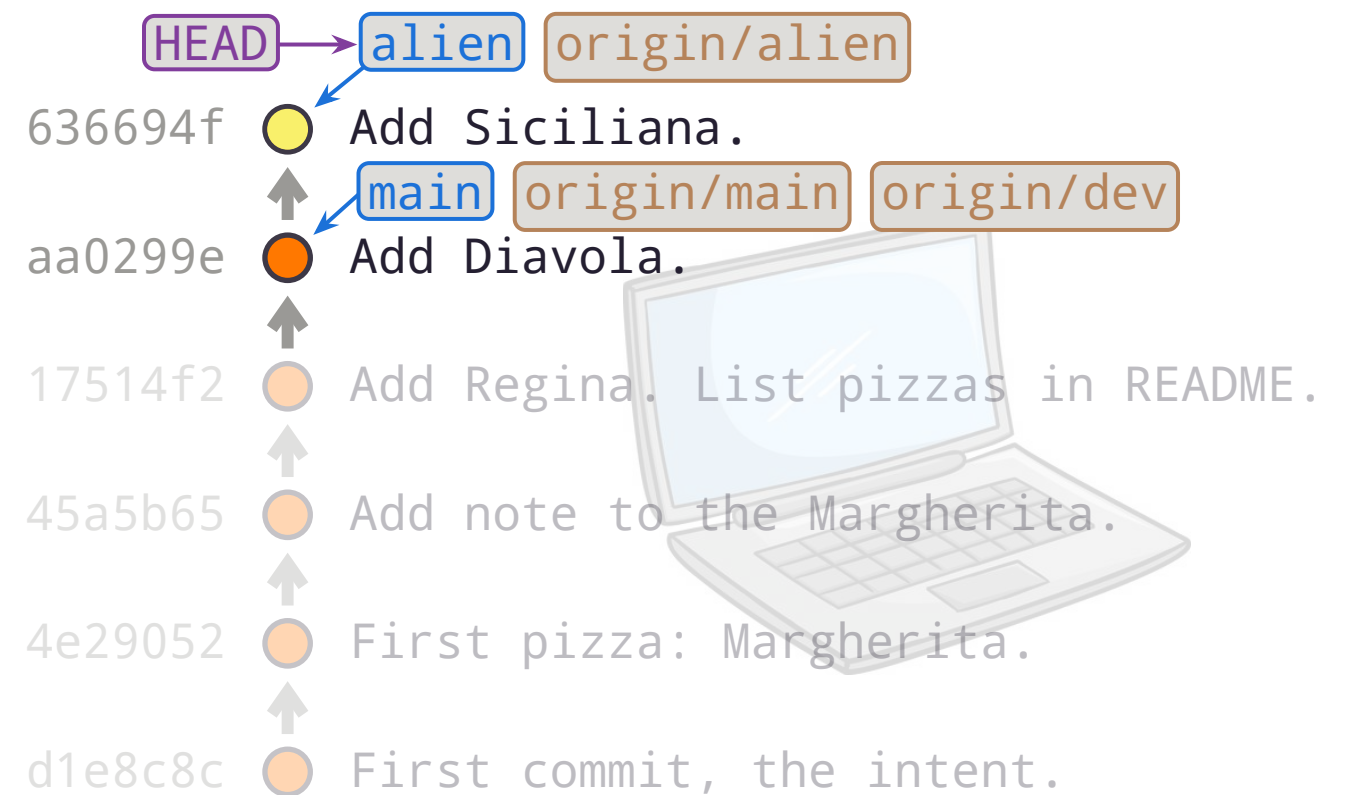 HEAD alien origin/alien
636694f Add Siciliana.
main origin/main origin/dev
aa0299e Add Diavola.
17514f2 Add Regina. List pizzas in README.
45a5b65 Add note to the Margherita.
4e29052 First pizza: Margherita.
d1e8c8c First commit, the intent.